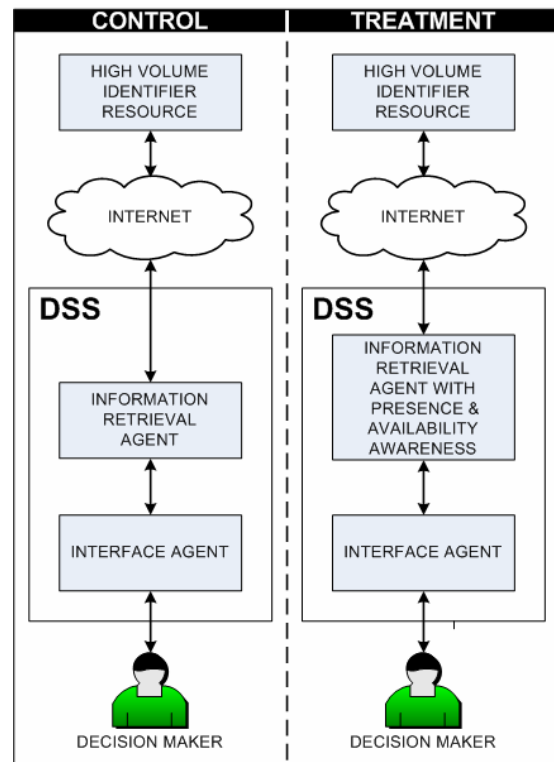 CONTROL
HIGH VOLUME
IDENTIFIER
RESOURCE
INTERNET
DSS
INFORMATION
RETRIEVAL
AGENT
INTERFACE AGENT
DECISION MAKER
TREATMENT
HIGH VOLUME
IDENTIFIER
RESOURCE
INTERNET
DSS
INFORMATION
RETRIEVAL
AGENT WITH
PRESENCE &
AVAILABILITY
AWARENESS
INTERFACE AGENT
DECISION MAKER